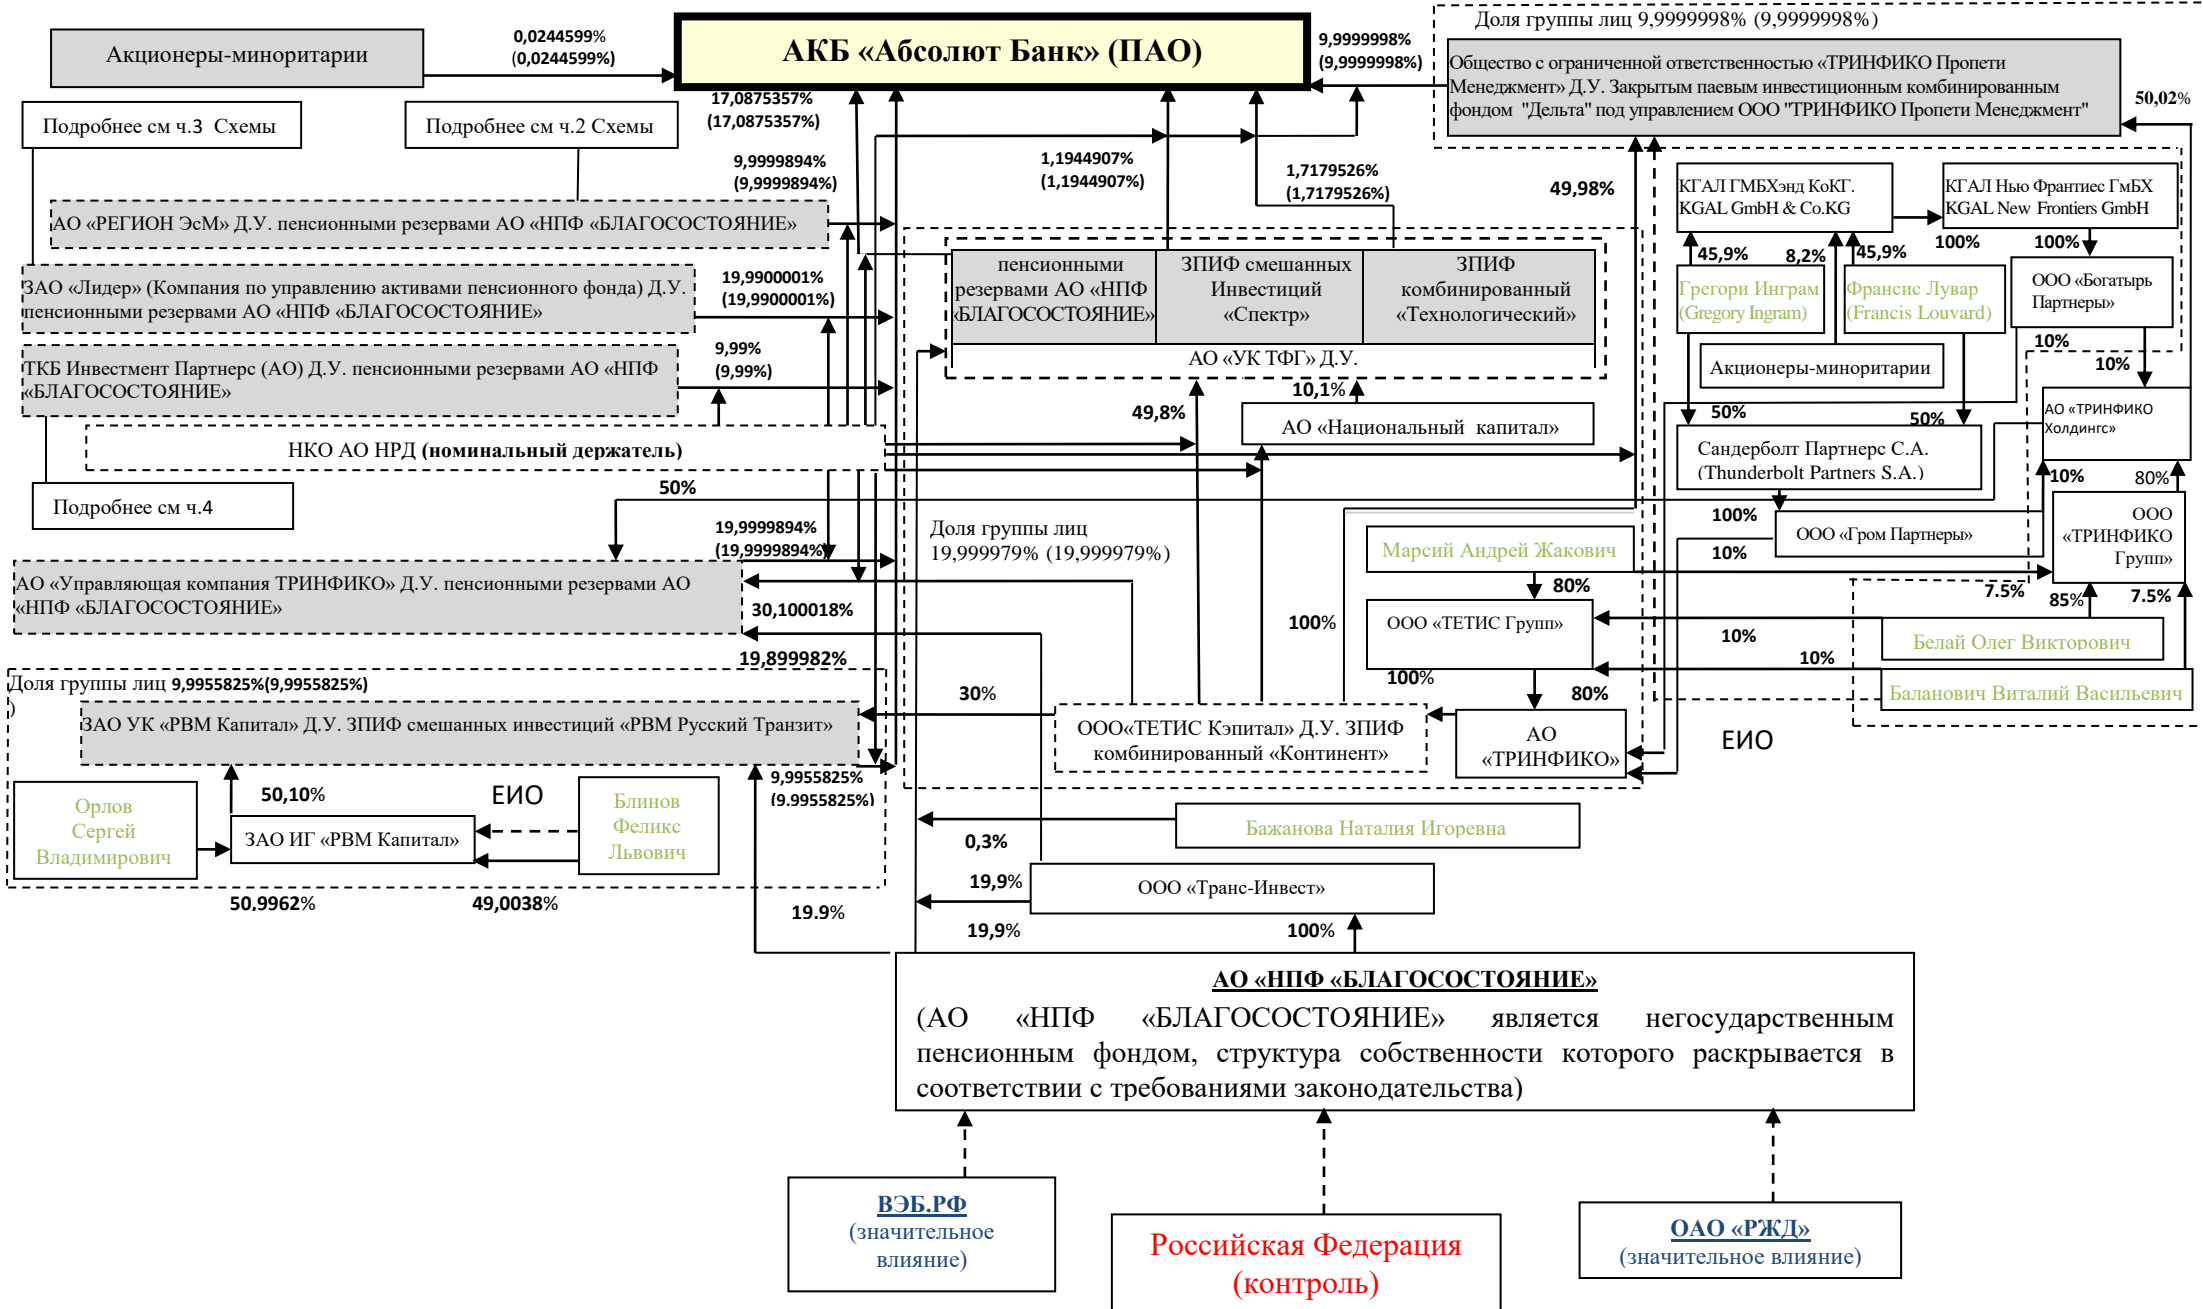 Доля группы лиц 9,9999998% (9,9999998%)
Акционеры-миноритарии
0,0244599%
(0,0244599%)
АКБ «Абсолют Банк» (ПАО)
9,9999998%
(9,9999998%)
Общество с ограниченной ответственностью «ТРИНФИКО Пропети
Менеджмент» Д.У. Закрытым паевым инвестиционным комбинированным
фондом "Дельта" под управлением ООО "ТРИНФИКО Пропети Менеджмент"
50,02%
Подробнее см ч.3 Схемы
Подробнее см ч.2 Схемы
17,0875357%
(17,0875357%)
9,9999894%
(9,9999894%)
1,1944907%
(1,1944907%)
1,7179526%
(1,7179526%)
49,98%
АО «РЕГИОН ЭсМ» Д.У. пенсионными резервами АО «НПФ «БЛАГОСОСТОЯНИЕ»
КГАЛ ГМБХэнд КоКГ.
KGAL GmbH & Co.KG
КГАЛ Нью Франтиес ГмБХ
KGAL New Frontiers GmbH
45,9%
8,2%
45,9%
100%
100%
ЗАО «Лидер» (Компания по управлению активами пенсионного фонда) Д.У.
пенсионными резервами АО «НПФ «БЛАГОСОСТОЯНИЕ»
19,9900001%
(19,9900001%)
пенсионными
резервами АО «НПФ
«БЛАГОСОСТОЯНИЕ»
ЗПИФ смешанных
Инвестиций
«Спектр»
ЗПИФ
комбинированный
«Технологический»
АО «УК ТФГ» Д.У.
Грегори Инграм
(Gregory Ingram)
Франсис Лувар
(Francis Louvard)
ООО «Богатырь
Партнеры»
10%
10%
ТКБ Инвестмент Партнерс (АО) Д.У. пенсионными резервами АО «НПФ
«БЛАГОСОСТОЯНИЕ»
9,99%
(9,99%)
Акционеры-миноритарии
10,1%
49,8%
АО «Национальный капитал»
50%
50%
АО «ТРИНФИКО
Холдингс»
НКО АО НРД (номинальный держатель)
Сандерболт Партнерс С.А.
(Thunderbolt Partners S.A.)
10%
80%
Подробнее см ч.4
50%
19,9999894%
(19,9999894%)
Доля группы лиц
19,999979% (19,999979%)
100%
ООО «Гром Партнеры»
10%
ООО
«ТРИНФИКО
Групп»
Марсий Андрей Жакович
80%
АО «Управляющая компания ТРИНФИКО» Д.У. пенсионными резервами АО
«НПФ «БЛАГОСОСТОЯНИЕ»
30,100018%
19,899982%
100%
ООО «ТЕТИС Групп»
7.5%
85%
7.5%
10%
Белай Олег Викторович
10%
Баланович Виталий Васильевич
Доля группы лиц 9,9955825%(9,9955825%)
)
ЗАО УК «РВМ Капитал» Д.У. ЗПИФ смешанных инвестиций «РВМ Русский Транзит»
30%
100%
80%
ООО«ТЕТИС Кэпитал» Д.У. ЗПИФ
комбинированный «Континент»
АО
«ТРИНФИКО»
ЕИО
9,9955825%
(9.9955825%)
50,10%
ЕИО
Орлов
Сергей
Владимирович
ЗАО ИГ «РВМ Капитал»
Блинов
Феликс
Львович
Бажанова Наталия Игоревна
0,3%
50,9962%
49,0038%
19.9%
19,9%
ООО «Транс-Инвест»
19,9%
100%
АО «НПФ «БЛАГОСОСТОЯНИЕ»
(АО «НПФ «БЛАГОСОСТОЯНИЕ» является негосударственным
пенсионным фондом, структура собственности которого раскрывается в
соответствии с требованиями законодательства)
ВЭБ.РФ
(значительное
влияние)
Российская Федерация
(контроль)
ОАО «РЖД»
(значительное влияние)